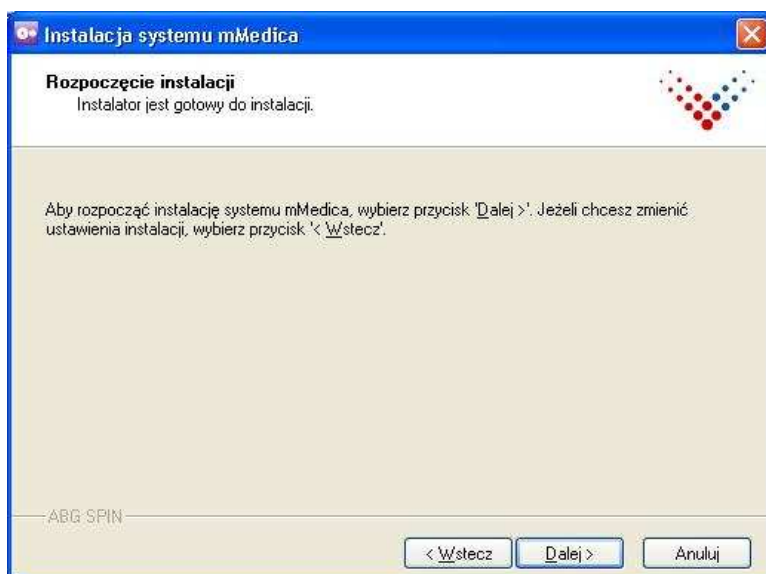 Instalacja systemu mMedica
Rozpoczęcie instalacji
Instalator jest gotowy do instalacji.
Aby rozpocząć instalację systemu mMedica, wybierz przycisk 'Dalej >'. Jeżeli chcesz zmienić
ustawienia instalacji, wybierz przycisk '< Wstecz'.
ABG SPIN
< Wstecz
Dalej >
Anuluj